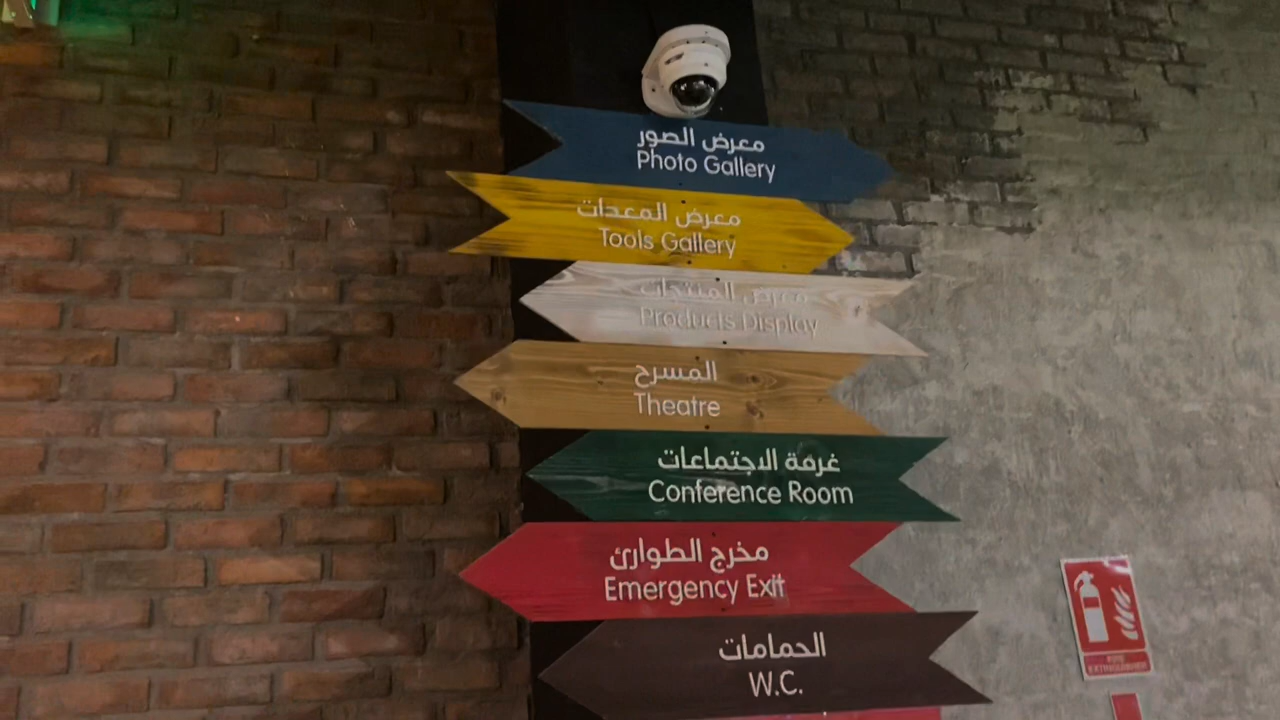 معرض الصور
Photo Gallery
معرض المعدات
Tools Gallery
معرض المنتجات
Products Display
المسرح
Theatre
غرفة الاجتماعات
Conference Room
مخرج الطوارئ
Emergency Exit
الحمامات
W.C.
FIRE
EXTINGUISHER